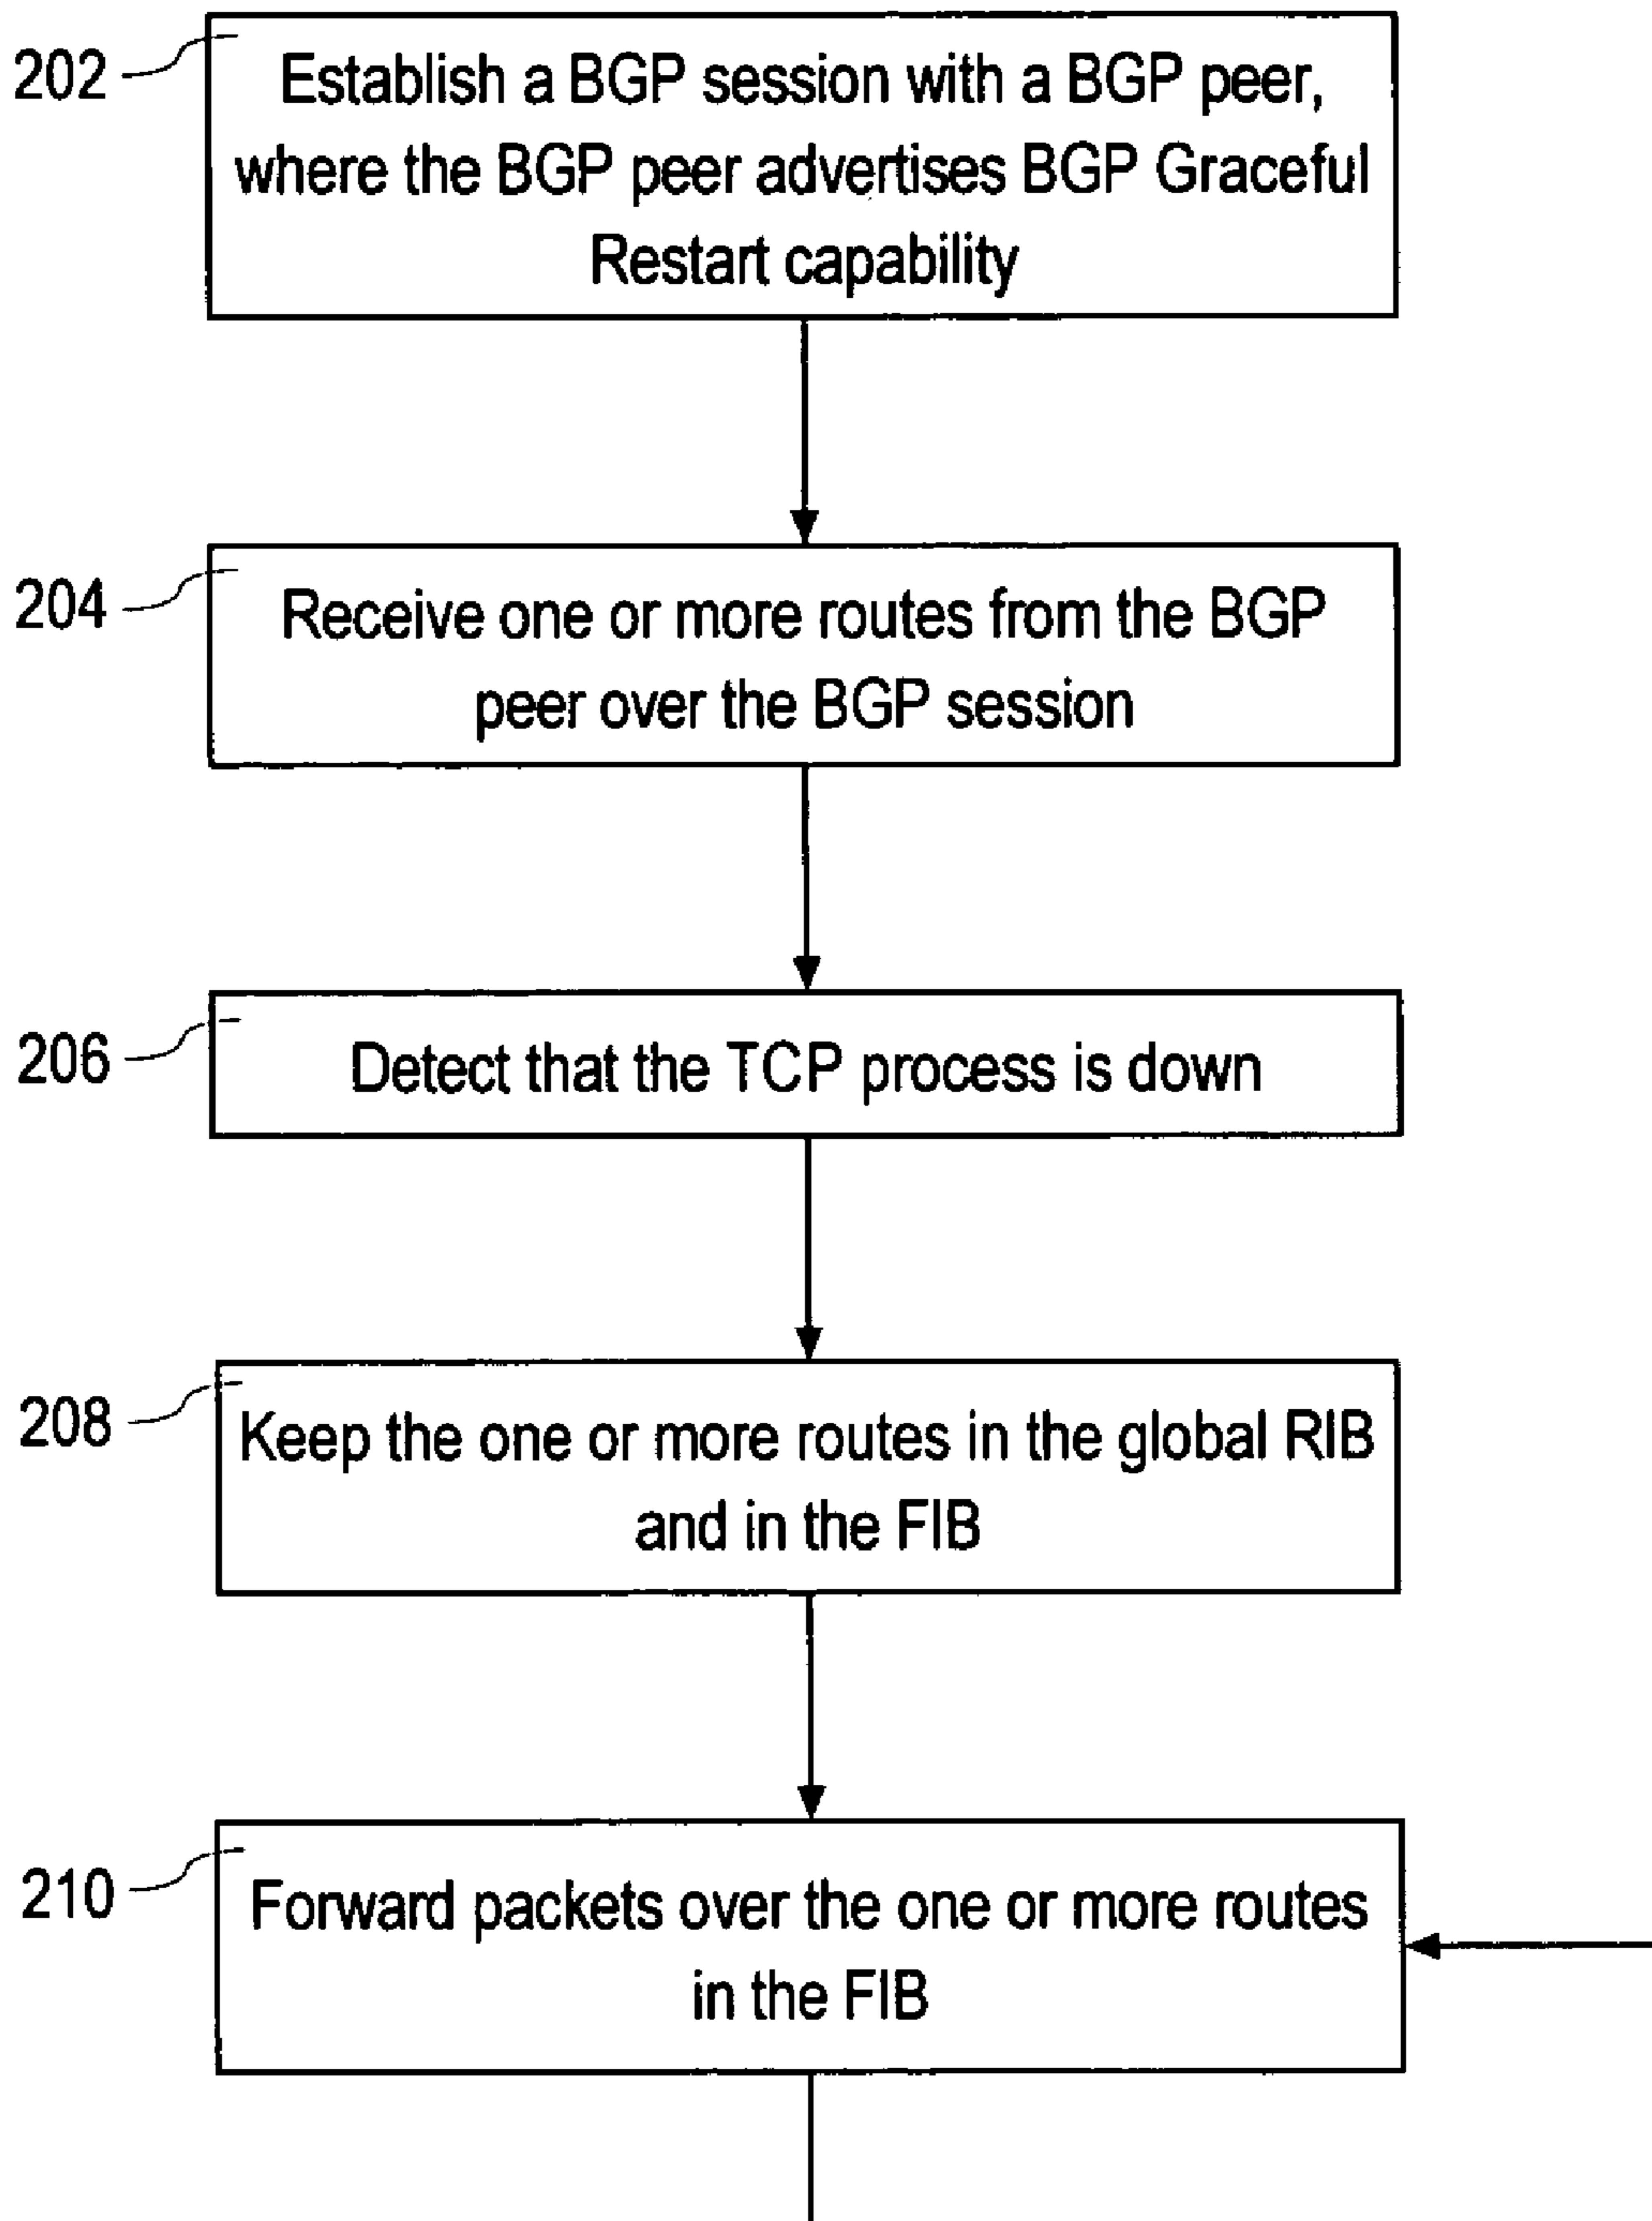 202
Establish a BGP session with a BGP peer,
where the BGP peer advertises BGP Graceful
Restart capability
204
Receive one or more routes from the BGP
peer over the BGP session
206
Detect that the TCP process is down
208
Keep the one or more routes in the global RIB
and in the FIB
210
Forward packets over the one or more routes
in the FIB